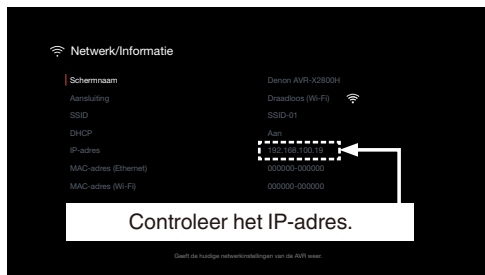 Netwerk/Informatie
Schermnaam Denon AVR-X2800H
Aansluiting Draadloos (Wi-Fi)
SSID SSID-01
DHCP Aan
IP-adres 192.168.100.19
MAC-adres (Ethernet) 000000-000000
MAC-adres (Wi-Fi) 000000-000000
Controleer het IP-adres.
Geeft de huidige netwerkinstellingen van de AVR weer.